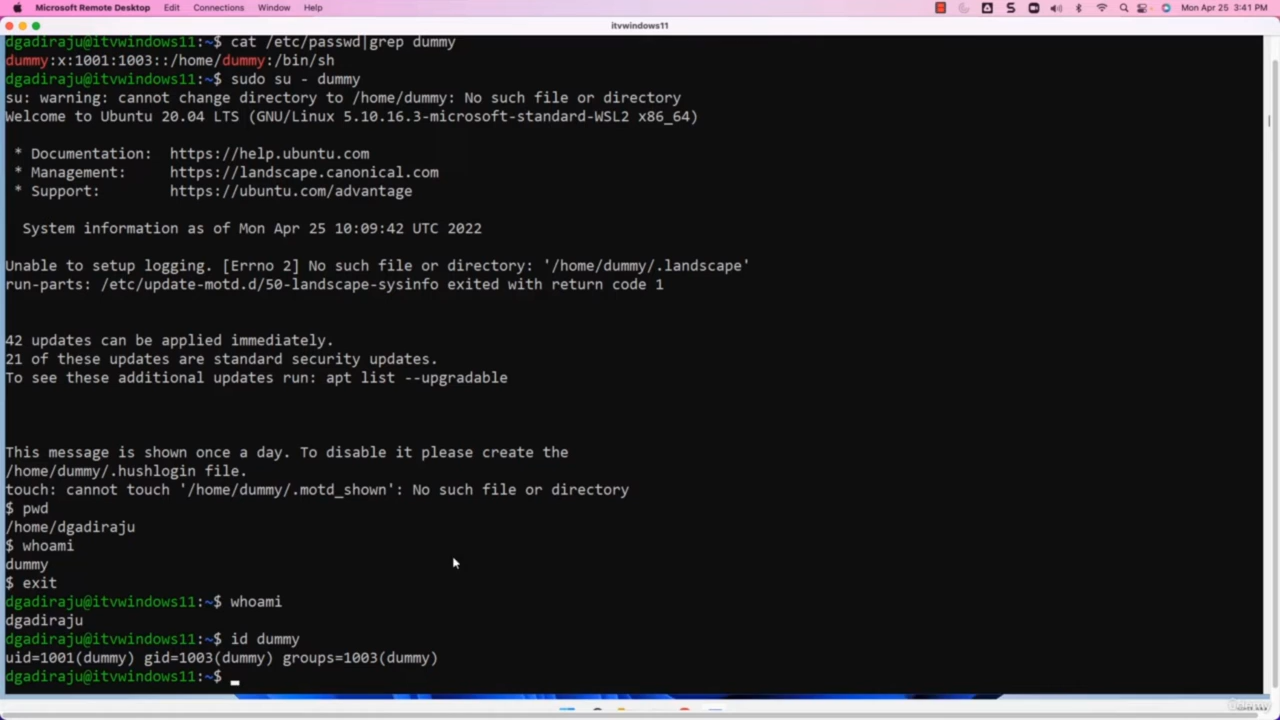 Microsoft Remote Desktop Edit Connections Window Help Mon Apr 25 3:41 PM
itvwindows11
dgadiraju@itvwindows11:~$ cat /etc/passwd|grep dummy
dummy:x:1001:1003::/home/dummy:/bin/sh
dgadiraju@itvwindows11:~$ sudo su - dummy
su: warning: cannot change directory to /home/dummy: No such file or directory
Welcome to Ubuntu 20.04 LTS (GNU/Linux 5.10.16.3-microsoft-standard-WSL2 x86_64)
* Documentation: https://help.ubuntu.com
* Management: https://landscape.canonical.com
* Support: https://ubuntu.com/advantage
System information as of Mon Apr 25 10:09:42 UTC 2022
Unable to setup logging. [Errno 2] No such file or directory: '/home/dummy/.landscape'
run-parts: /etc/update-motd.d/50-landscape-sysinfo exited with return code 1
42 updates can be applied immediately.
21 of these updates are standard security updates.
To see these additional updates run: apt list --upgradable
This message is shown once a day. To disable it please create the
/home/dummy/.hushlogin file.
touch: cannot touch '/home/dummy/.motd_shown': No such file or directory
$ pwd
/home/dgadiraju
$ whoami
dummy
$ exit
dgadiraju@itvwindows11:~$ whoami
dgadiraju
dgadiraju@itvwindows11:~$ id dummy
uid=1001(dummy) gid=1003(dummy) groups=1003(dummy)
dgadiraju@itvwindows11:~$